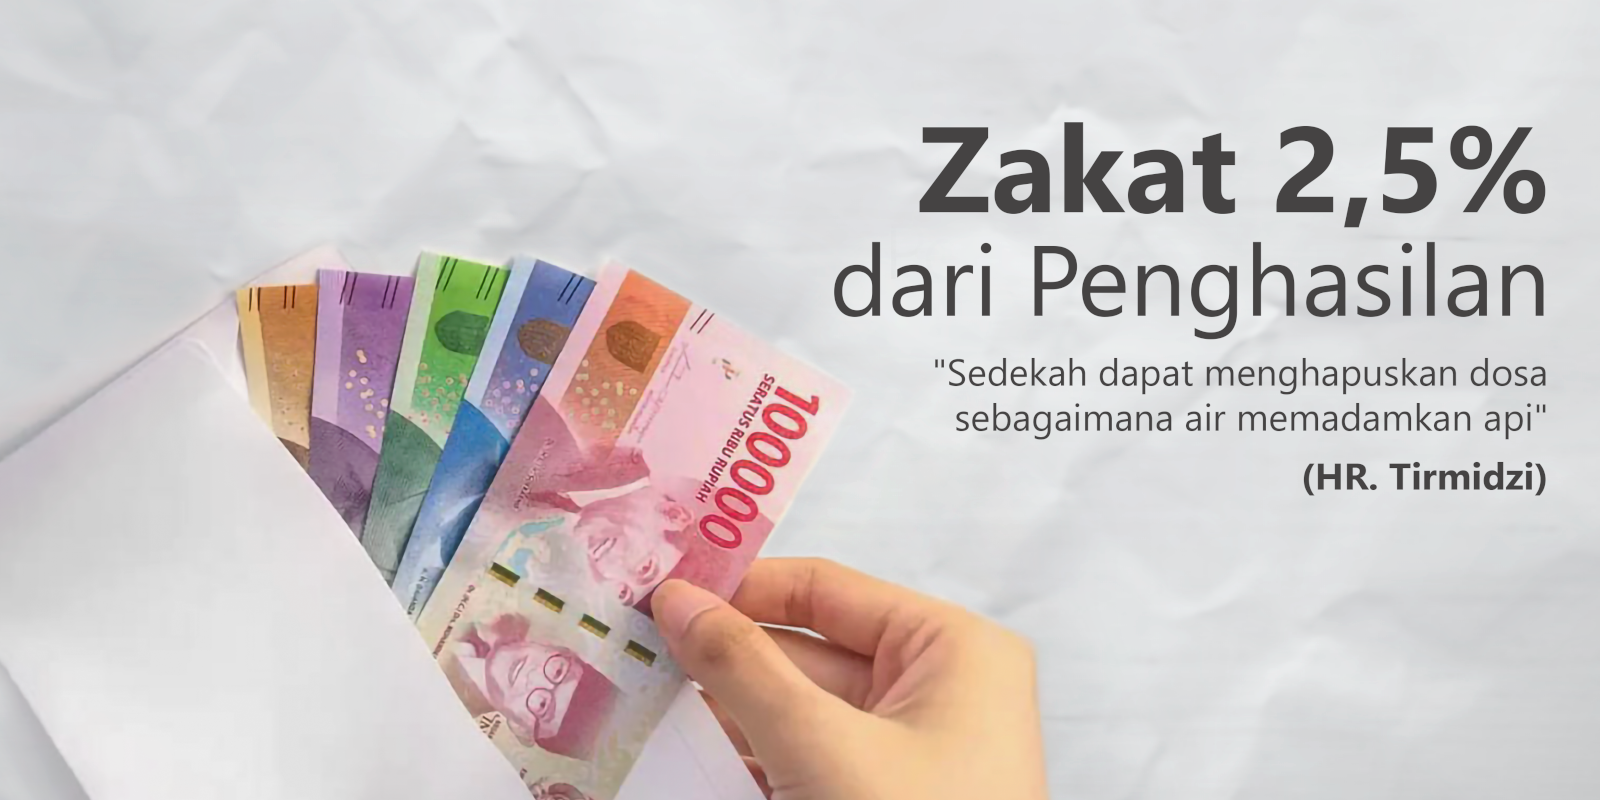 Zakat 2,5%
dari Penghasilan
"Sedekah dapat menghapuskan dosa
sebagaimana air memadamkan api"
(HR. Tirmidzi)
100000
SERATUS RIBU RUPIAH